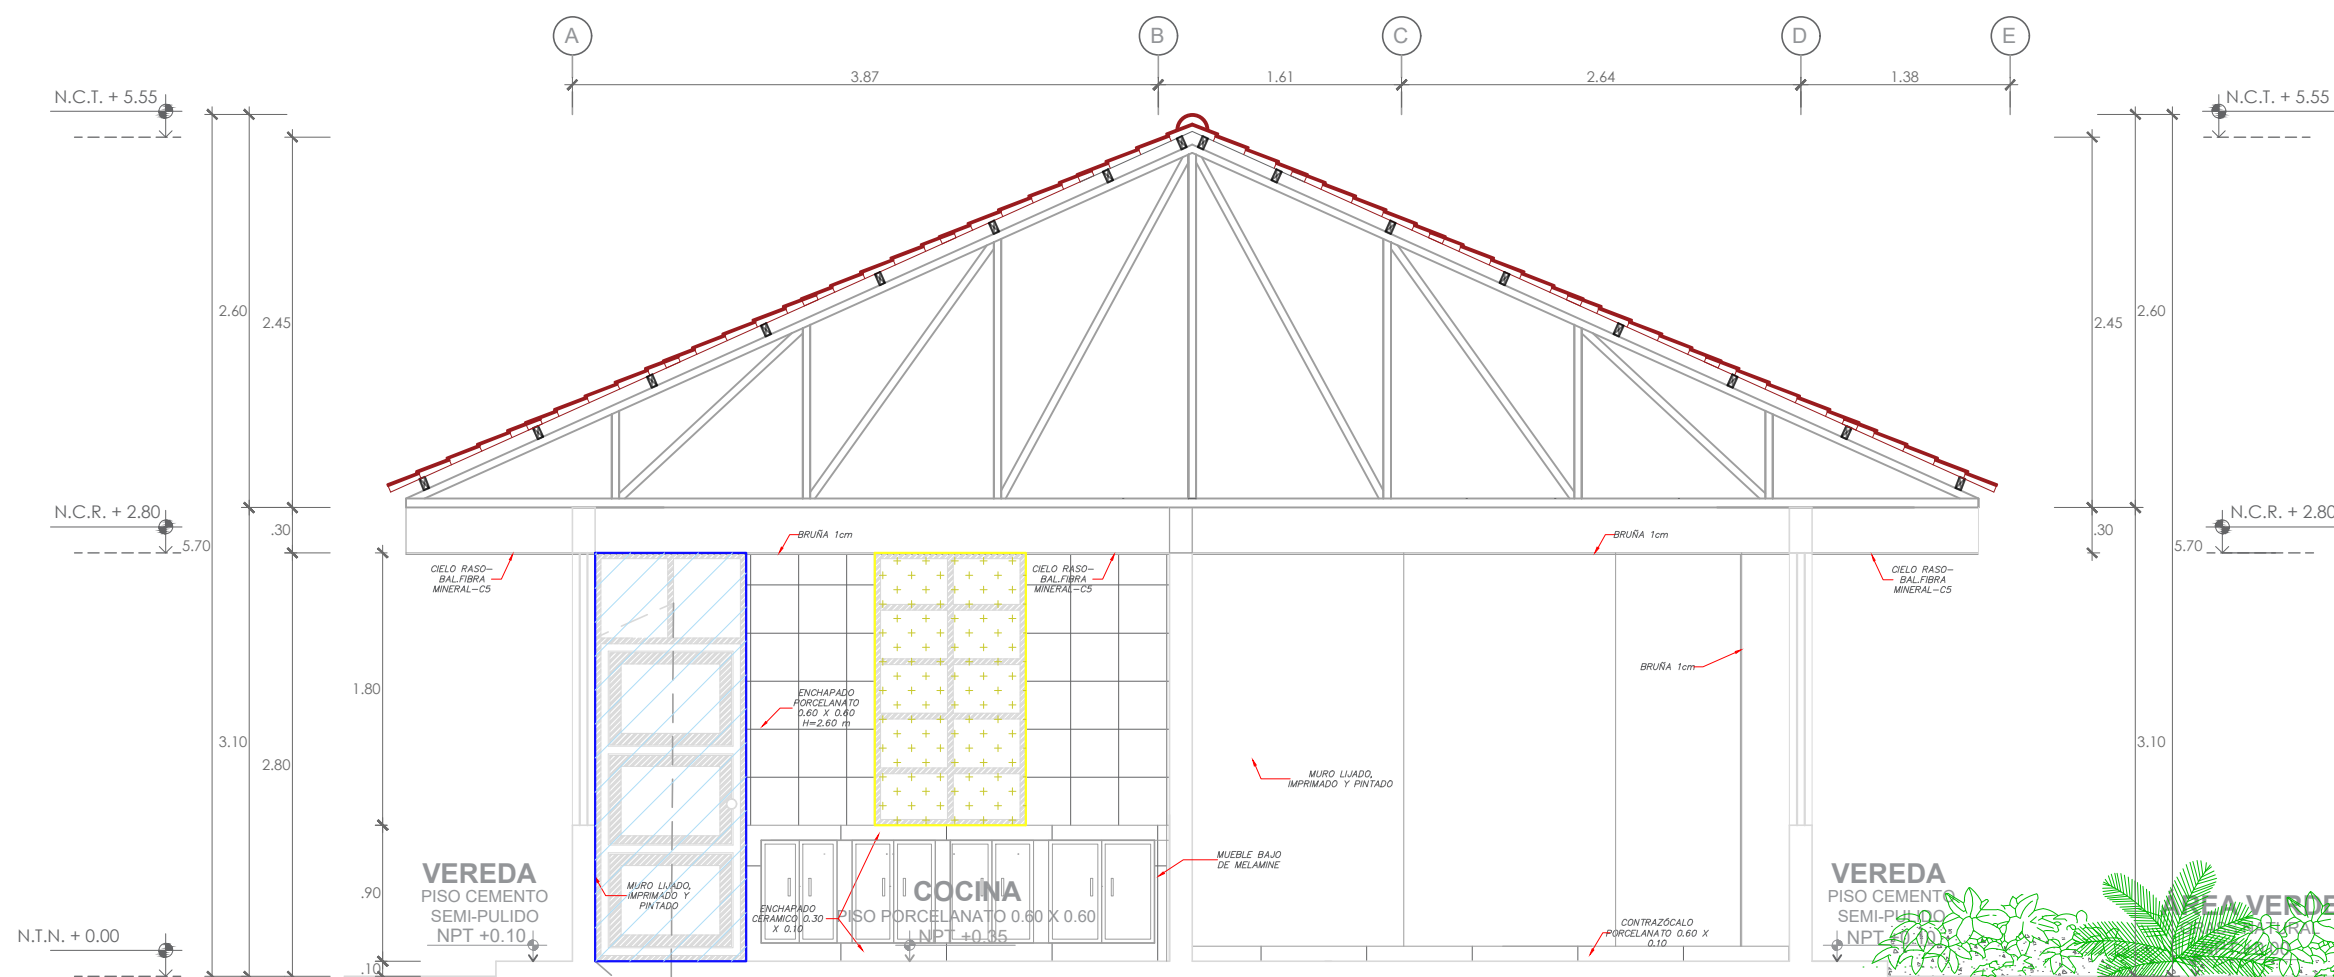 A
B
C
D
E
3.87
1.61
2.64
1.38
N.C.T. + 5.55
N.C.T. + 5.55
2.60
2.45
2.45
2.60
N.C.R. + 2.80
.30
5.70
BRUÑA 1cm
BRUÑA 1cm
N.C.R. + 2.80
.30
5.70
CIELO RASO-
BAL.FIBRA
MINERAL-C5
CIELO RASO-
BAL.FIBRA
MINERAL-C5
CIELO RASO-
BAL.FIBRA
MINERAL-C5
BRUÑA 1cm
1.80
ENCHAPADO
PORCELANATO
0.60 X 0.60
H=2.60 m
3.10
2.80
3.10
MURO LIJADO,
IMPRIMADO Y PINTADO
MUEBLE BAJO
DE MELAMINE
VEREDA
PISO CEMENTO
SEMI-PULIDO
NPT +0.10
.90
MURO LIJADO,
IMPRIMADO Y
PINTADO
ENCHAPADO
CERAMICO 0.30
X 0.10
COCINA
PISO PORCELANATO 0.60 X 0.60
NPT +0.35
CONTRAZÓCALO
PORCELANATO 0.60 X
0.10
VEREDA
PISO CEMENTO
SEMI-PULIDO
NPT +0.10
ÁREA VERDE
N.T.N. + 0.00
.10